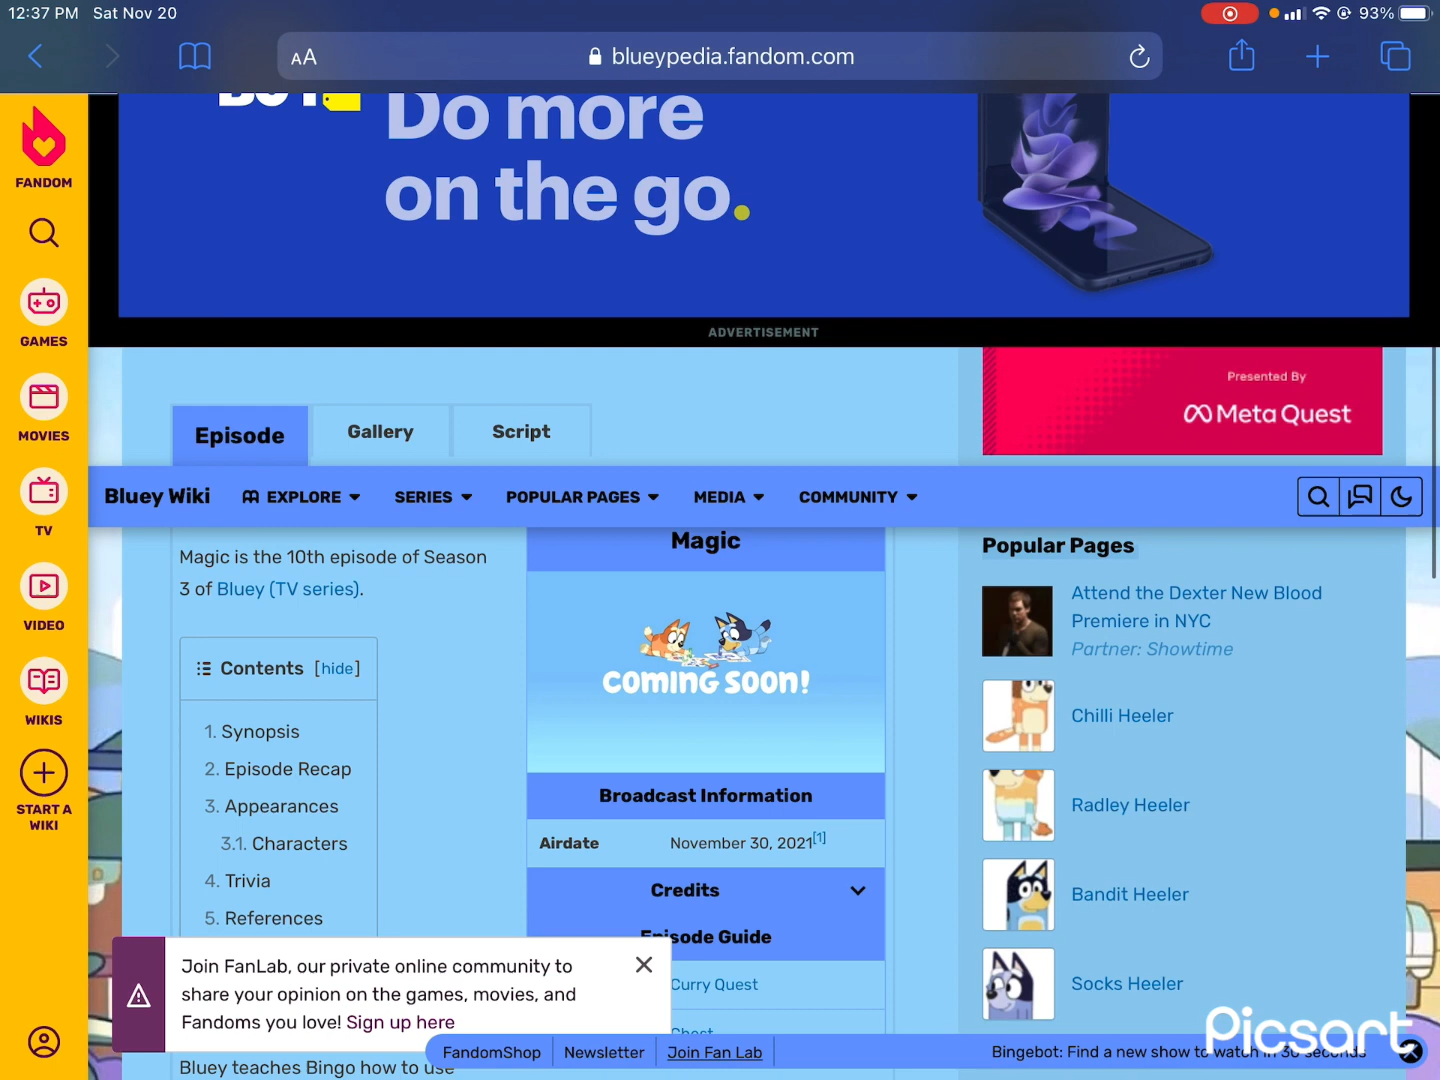 12:37 PM Sat Nov 20
93%
AA
blueypedia.fandom.com
Do more
on the go.
ADVERTISEMENT
FANDOM
GAMES
MOVIES
TV
VIDEO
WIKIS
START A
WIKI
Presented By
Meta Quest
Episode
Gallery
Script
Bluey Wiki
EXPLORE
SERIES
POPULAR PAGES
MEDIA
COMMUNITY
Magic is the 10th episode of Season
3 of Bluey (TV series).
Contents [hide]
1. Synopsis
2. Episode Recap
3. Appearances
3.1. Characters
4. Trivia
5. References
Magic
COMING SOON!
Broadcast Information
Airdate November 30, 2021[1]
Credits
Episode Guide
Curry Quest
Chest
Popular Pages
Attend the Dexter New Blood
Premiere in NYC
Partner: Showtime
Chilli Heeler
Radley Heeler
Bandit Heeler
Socks Heeler
Join FanLab, our private online community to
share your opinion on the games, movies, and
Fandoms you love! Sign up here
Bluey teaches Bingo how to use
FandomShop
Newsletter
Join Fan Lab
Bingebot: Find a new show to watch in 30 seconds
Picsart